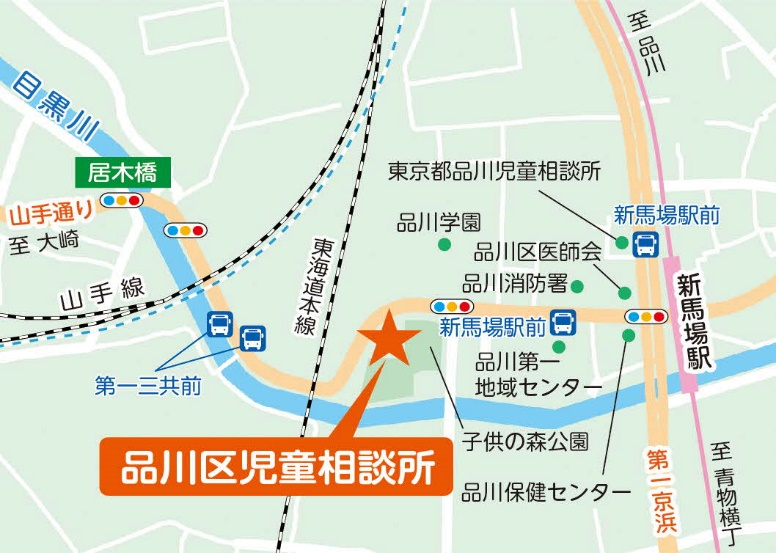 至 品川
目黒川
居木橋
山手通り
至 大崎
東京都品川児童相談所
新馬場駅前
品川学園
品川区医師会
品川消防署
山手線
東海道本線
新馬場駅前
新馬場駅
第一三共前
品川第一
地域センター
子供の森公園
品川区児童相談所
品川保健センター
第一京浜
至 青物横丁